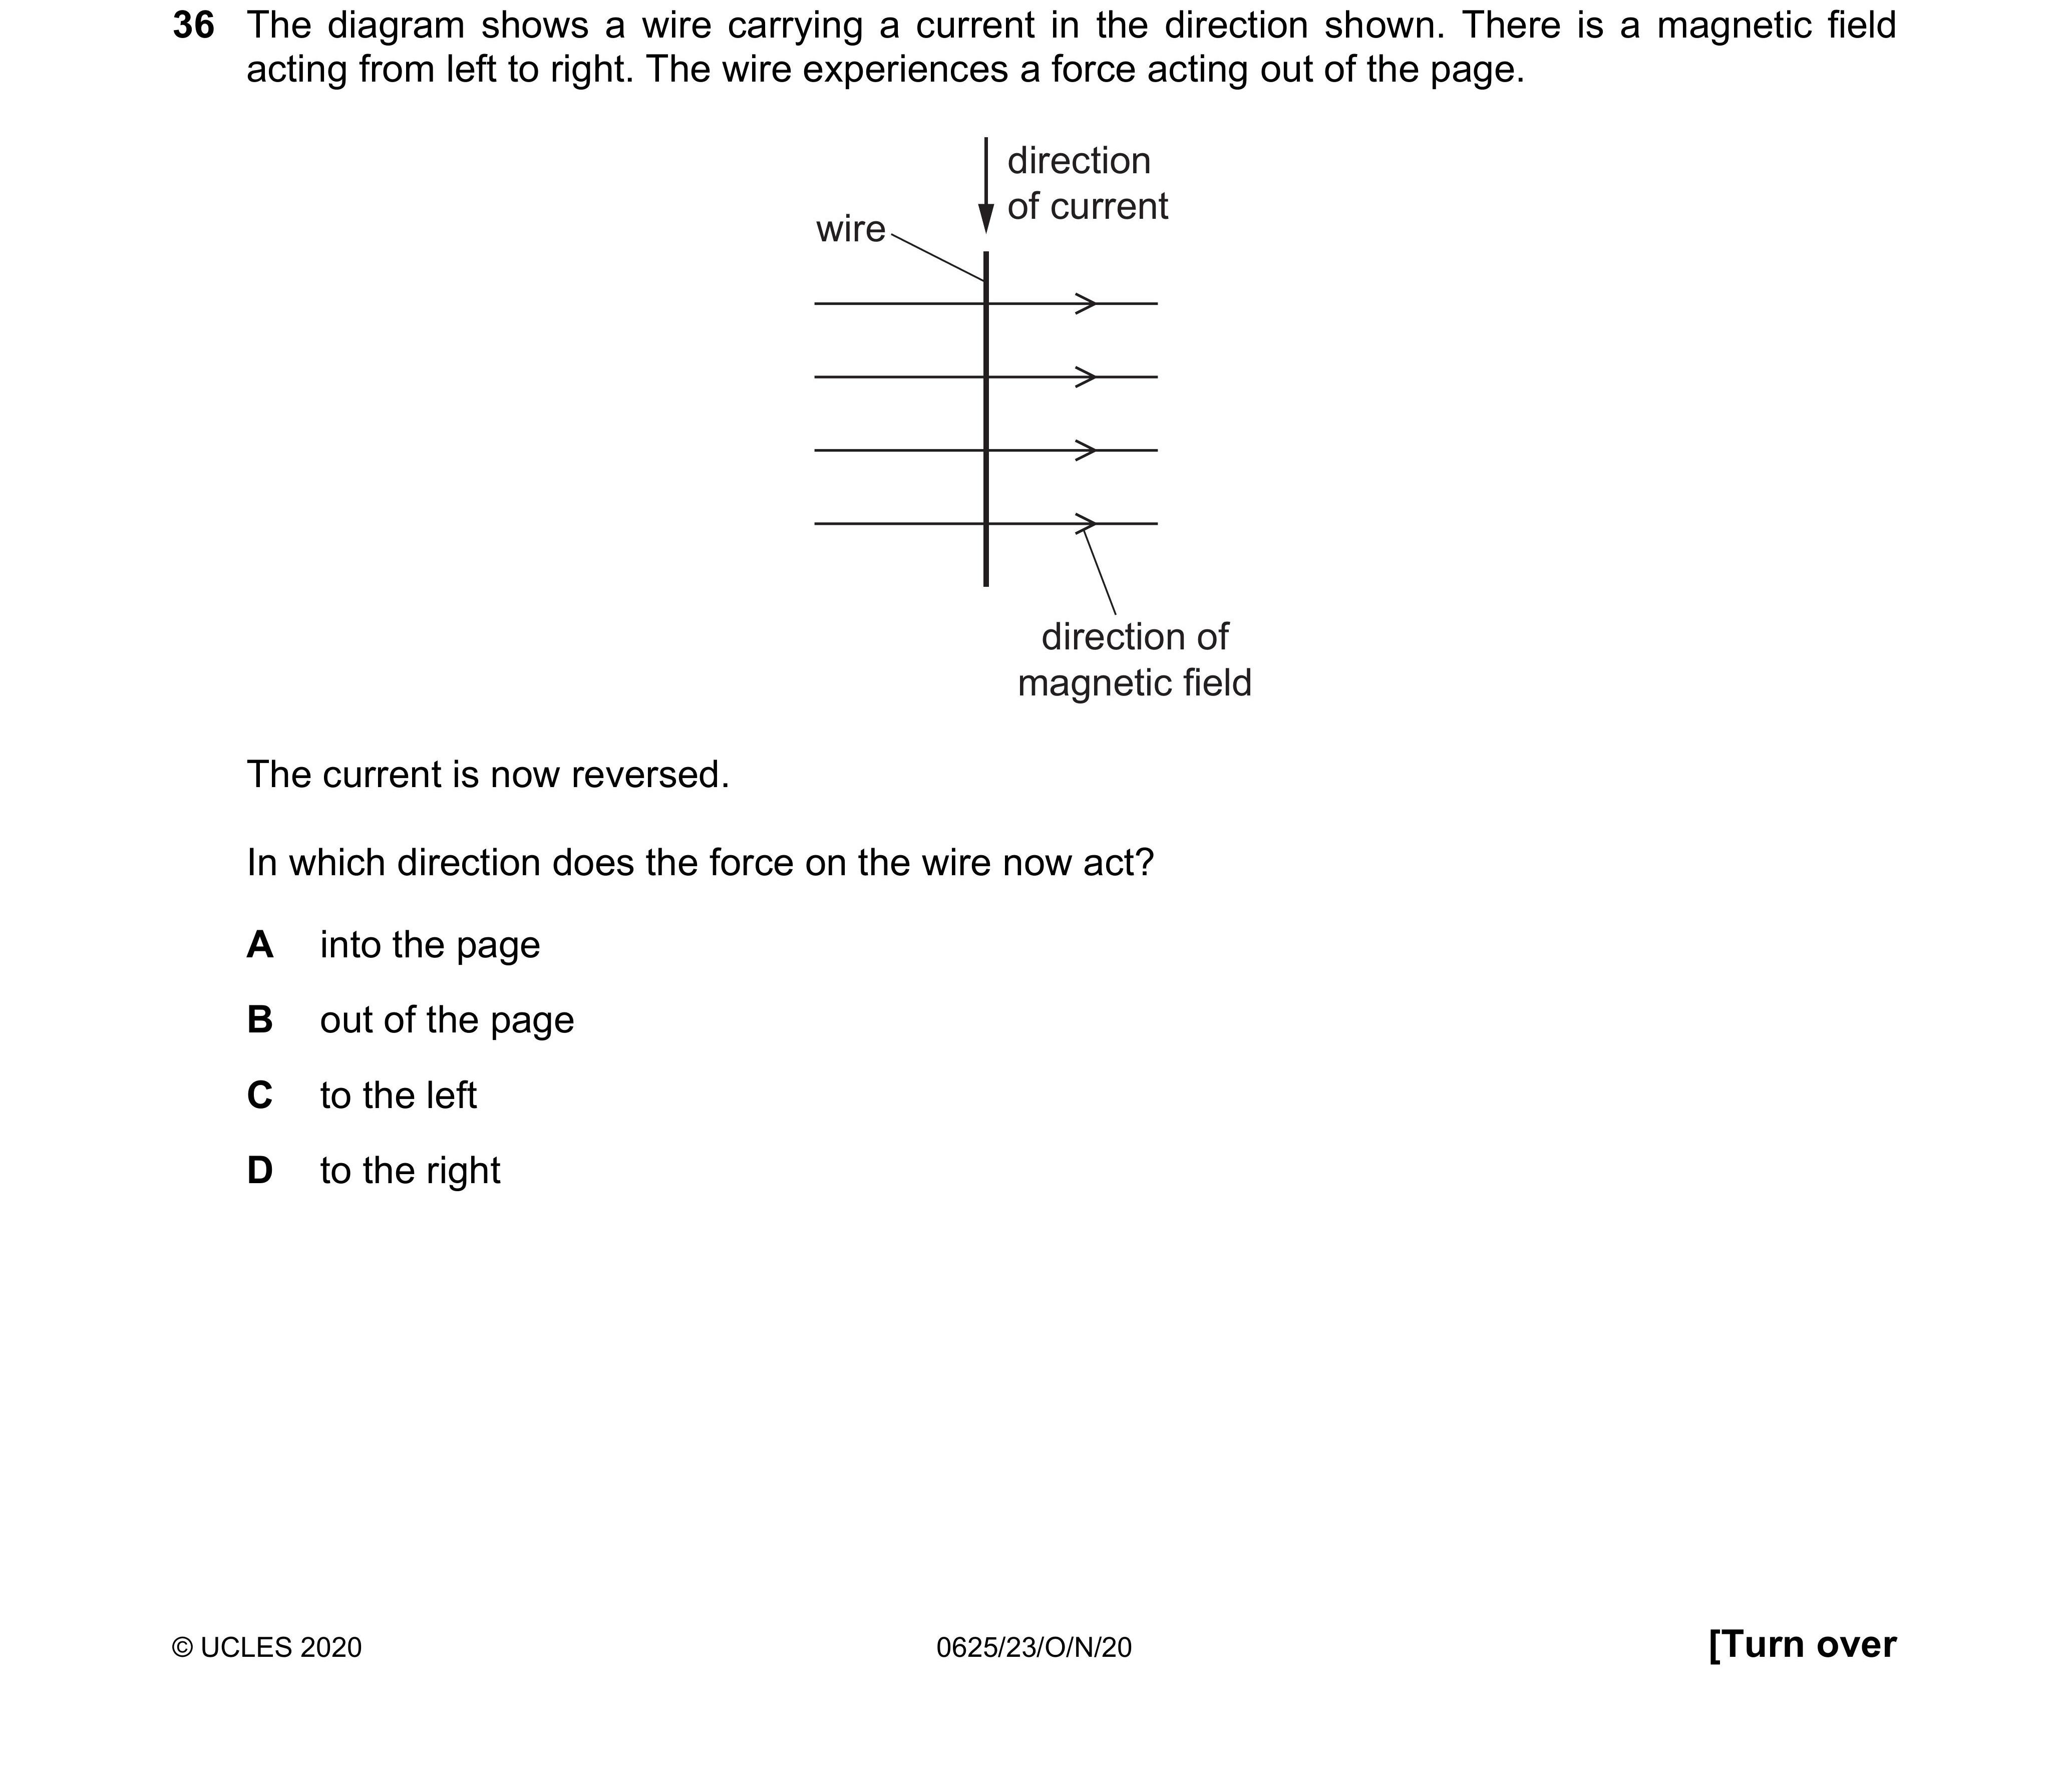 36 The diagram shows a wire carrying a current in the direction shown. There is a magnetic field
acting from left to right. The wire experiences a force acting out of the page.
direction
of current
wire
direction of
magnetic field
The current is now reversed.
In which direction does the force on the wire now act?
A into the page
B out of the page
C to the left
D to the right
© UCLES 2020 0625/23/O/N/20 [Turn over